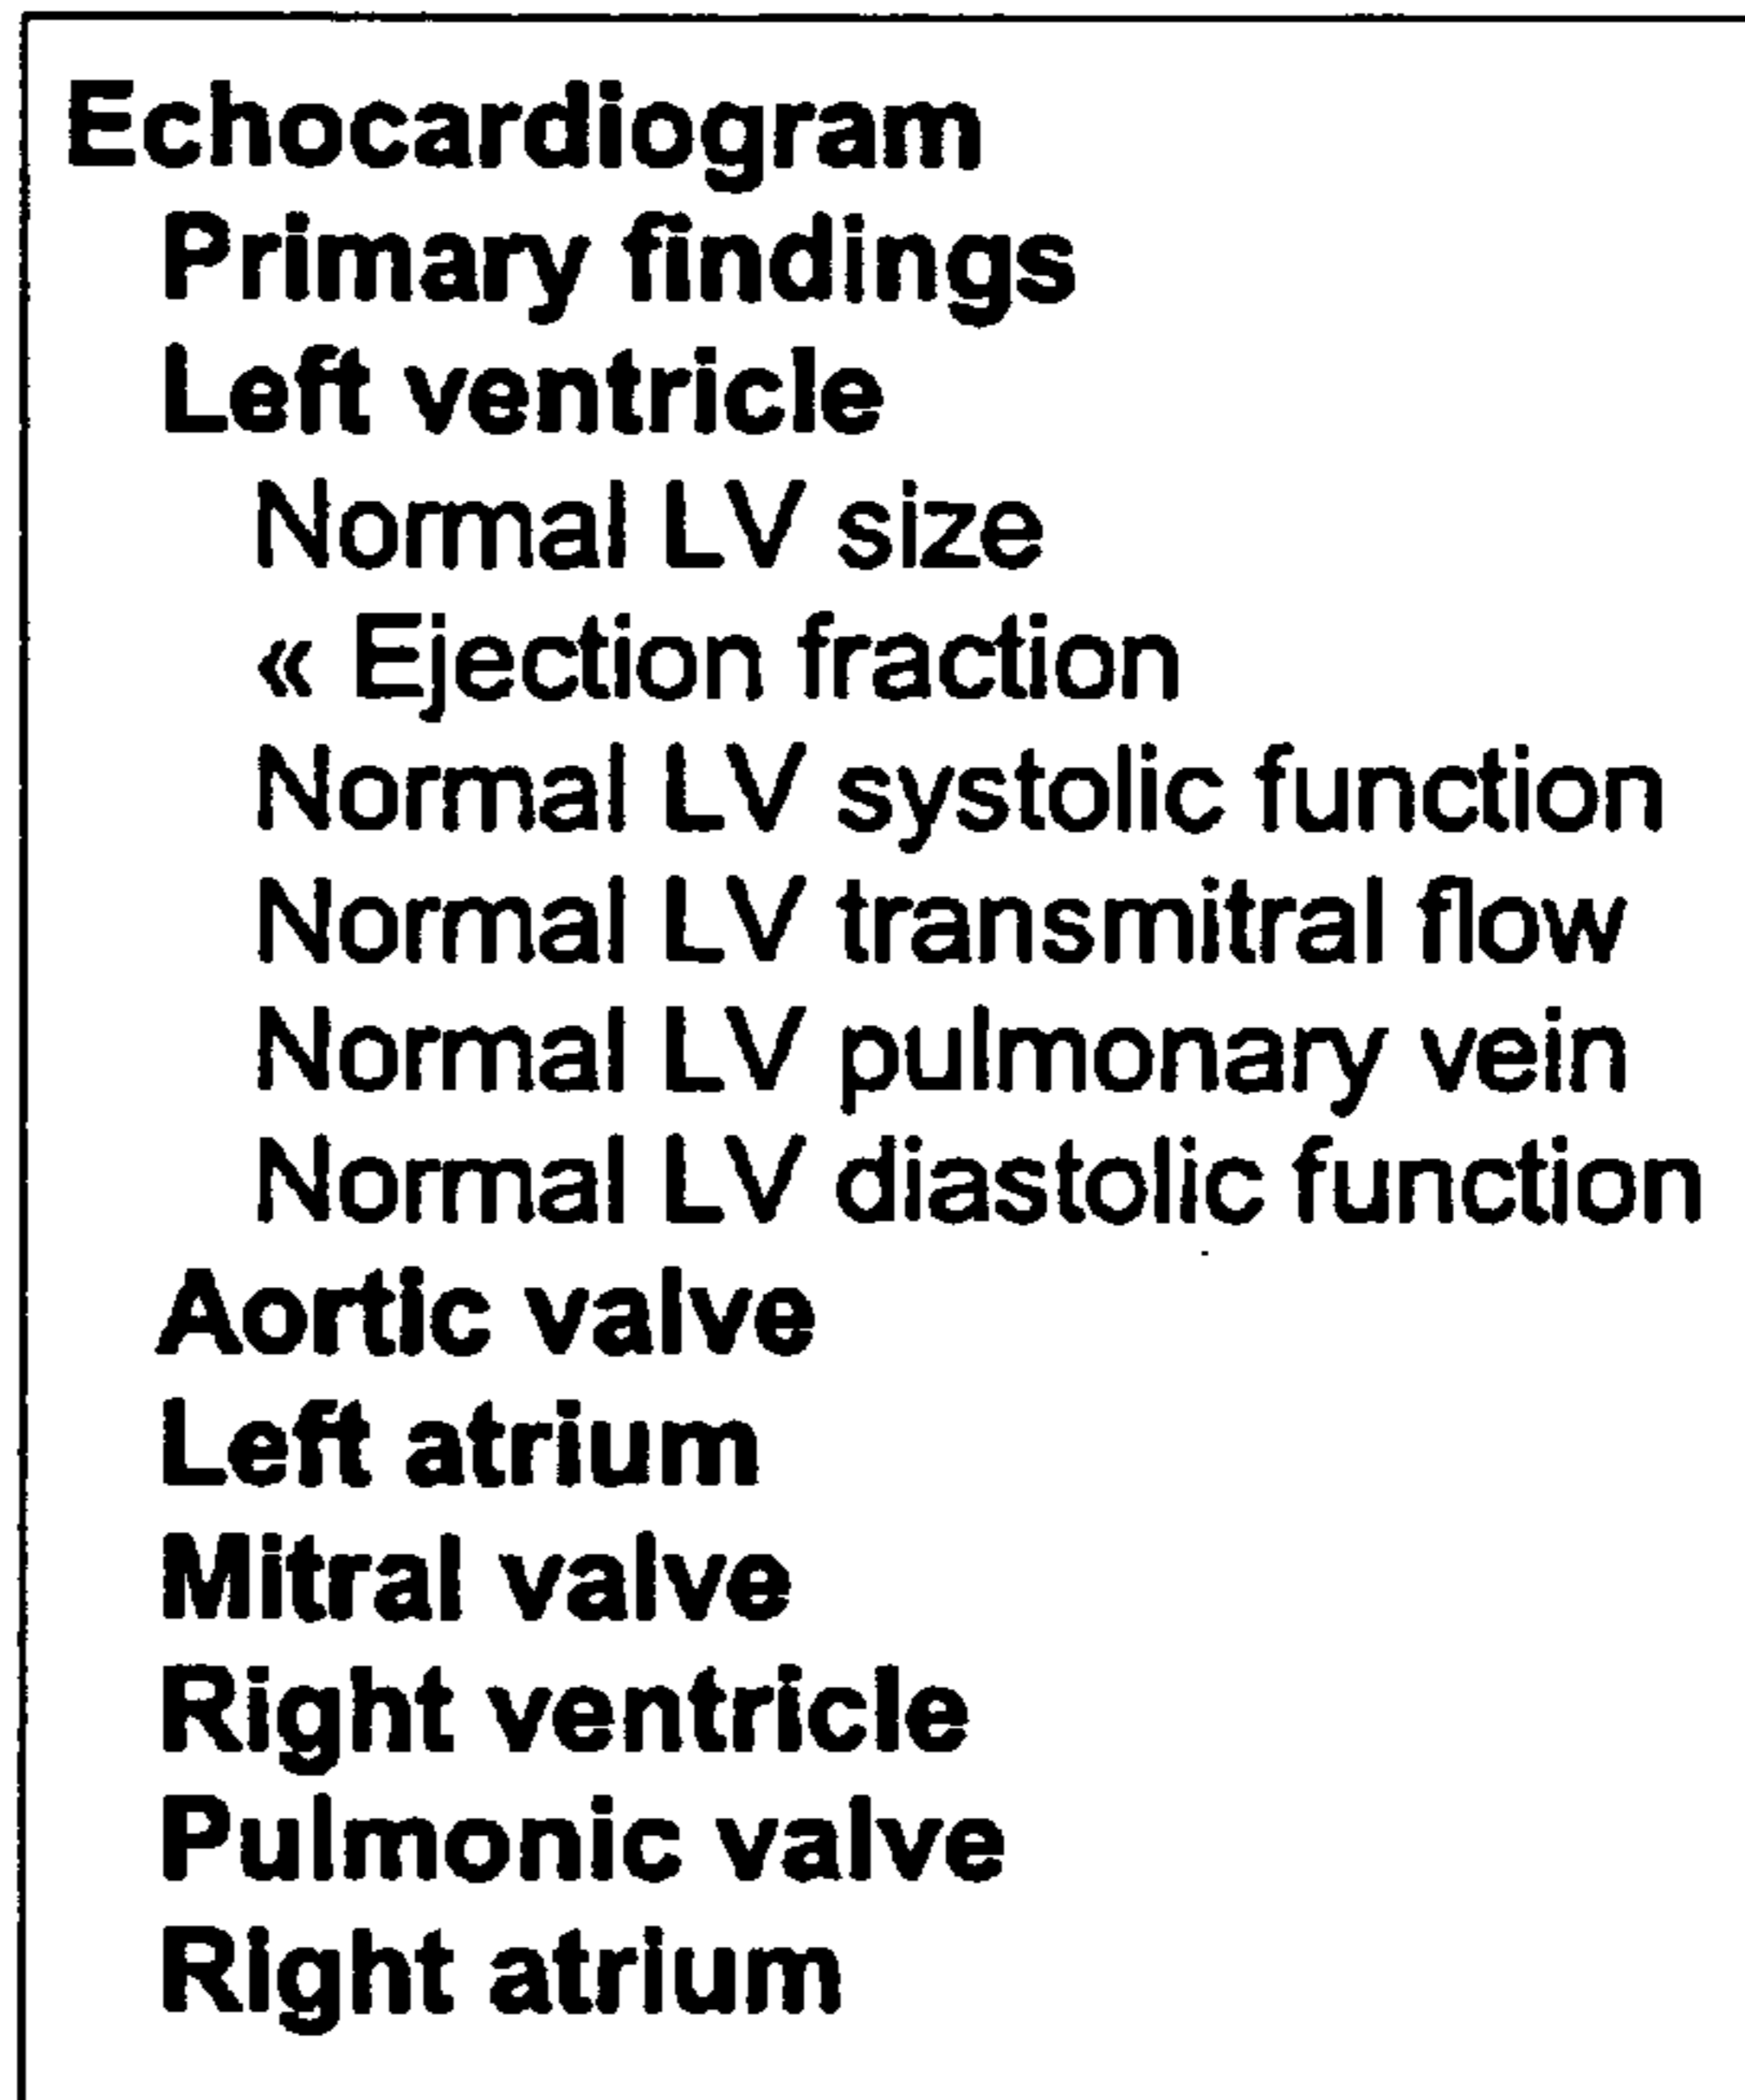 Echocardiogram
Primary findings
Left ventricle
Normal LV size
« Ejection fraction
Normal LV systolic function
Normal LV transmitral flow
Normal LV pulmonary vein
Normal LV diastolic function
Aortic valve
Left atrium
Mitral valve
Right ventricle
Pulmonic valve
Right atrium